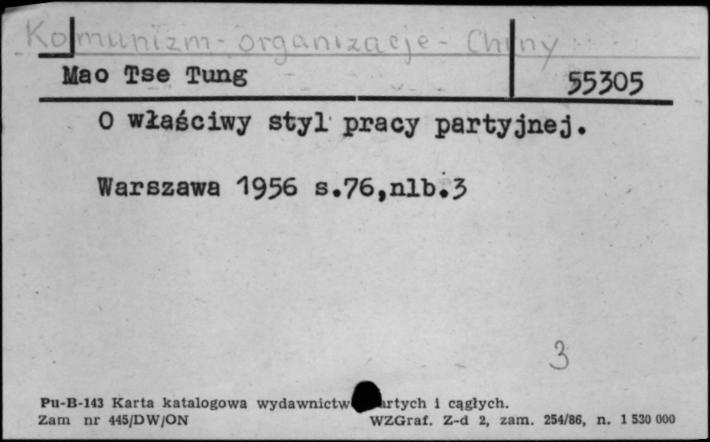 Komunizm - organizacje - Chiny
Mao Tse Tung 55305
O właściwy styl pracy partyjnej.
Warszawa 1956 s.76,nlb.3
3
Pu-B-143 Karta katalogowa wydawnictw artych i cągłych.
Zam nr 445/DW/ON WZGraf. Z-d 2, zam. 254/86, n. 1 530 000